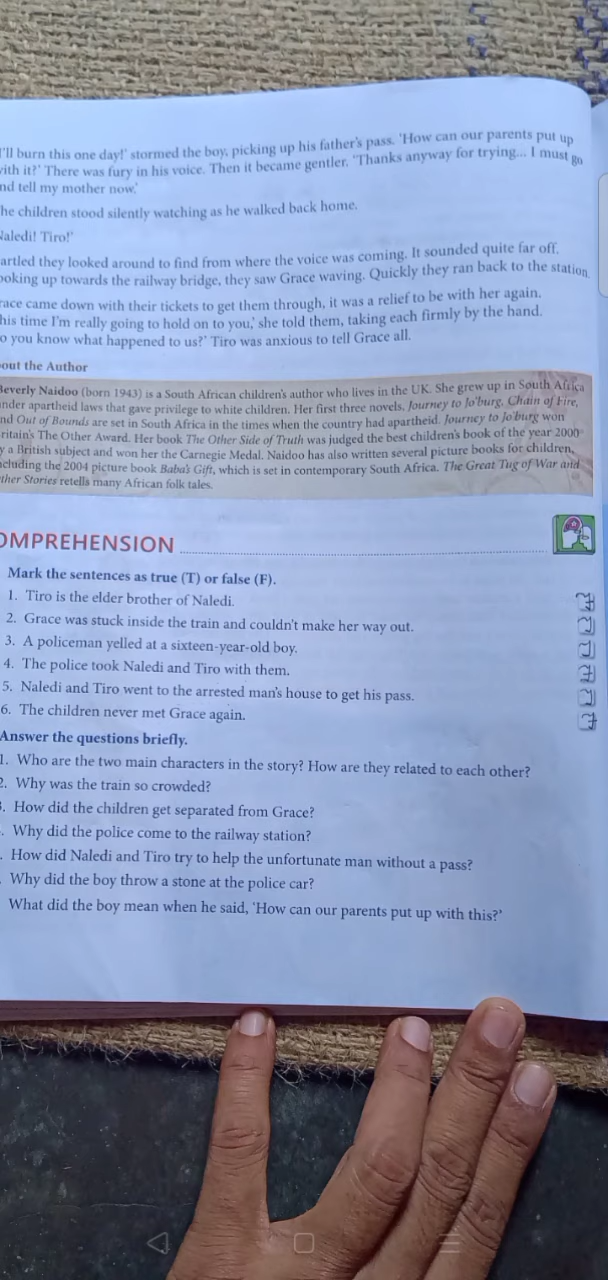 I'll burn this one day!' stormed the boy, picking up his father's pass. 'How can our parents put up
with it?' There was fury in his voice. Then it became gentler. 'Thanks anyway for trying... I must go
nd tell my mother now.'
he children stood silently watching as he walked back home.
Naledi! Tiro!'
artled they looked around to find from where the voice was coming. It sounded quite far off.
ooking up towards the railway bridge, they saw Grace waving. Quickly they ran back to the station
race came down with their tickets to get them through, it was a relief to be with her again.
his time I'm really going to hold on to you,' she told them, taking each firmly by the hand.
o you know what happened to us?' Tiro was anxious to tell Grace all.
out the Author
Beverly Naidoo (born 1943) is a South African children's author who lives in the UK. She grew up in South Africa
nder apartheid laws that gave privilege to white children. Her first three novels, Journey to Jo'burg, Chain of Fire,
nd Out of Bounds are set in South Africa in the times when the country had apartheid. Journey to Jo'burg won
ritain's The Other Award. Her book The Other Side of Truth was judged the best children's book of the year 2000
y a British subject and won her the Carnegie Medal. Naidoo has also written several picture books for children,
ncluding the 2004 picture book Baba's Gift, which is set in contemporary South Africa. The Great Tug of War and
ther Stories retells many African folk tales.
OMPREHENSION
Mark the sentences as true (T) or false (F).
1. Tiro is the elder brother of Naledi. F
2. Grace was stuck inside the train and couldn't make her way out. T
3. A policeman yelled at a sixteen-year-old boy. T
4. The police took Naledi and Tiro with them. F
5. Naledi and Tiro went to the arrested man's house to get his pass.
6. The children never met Grace again. F
Answer the questions briefly.
1. Who are the two main characters in the story? How are they related to each other?
2. Why was the train so crowded?
3. How did the children get separated from Grace?
. Why did the police come to the railway station?
. How did Naledi and Tiro try to help the unfortunate man without a pass?
. Why did the boy throw a stone at the police car?
What did the boy mean when he said, 'How can our parents put up with this?'